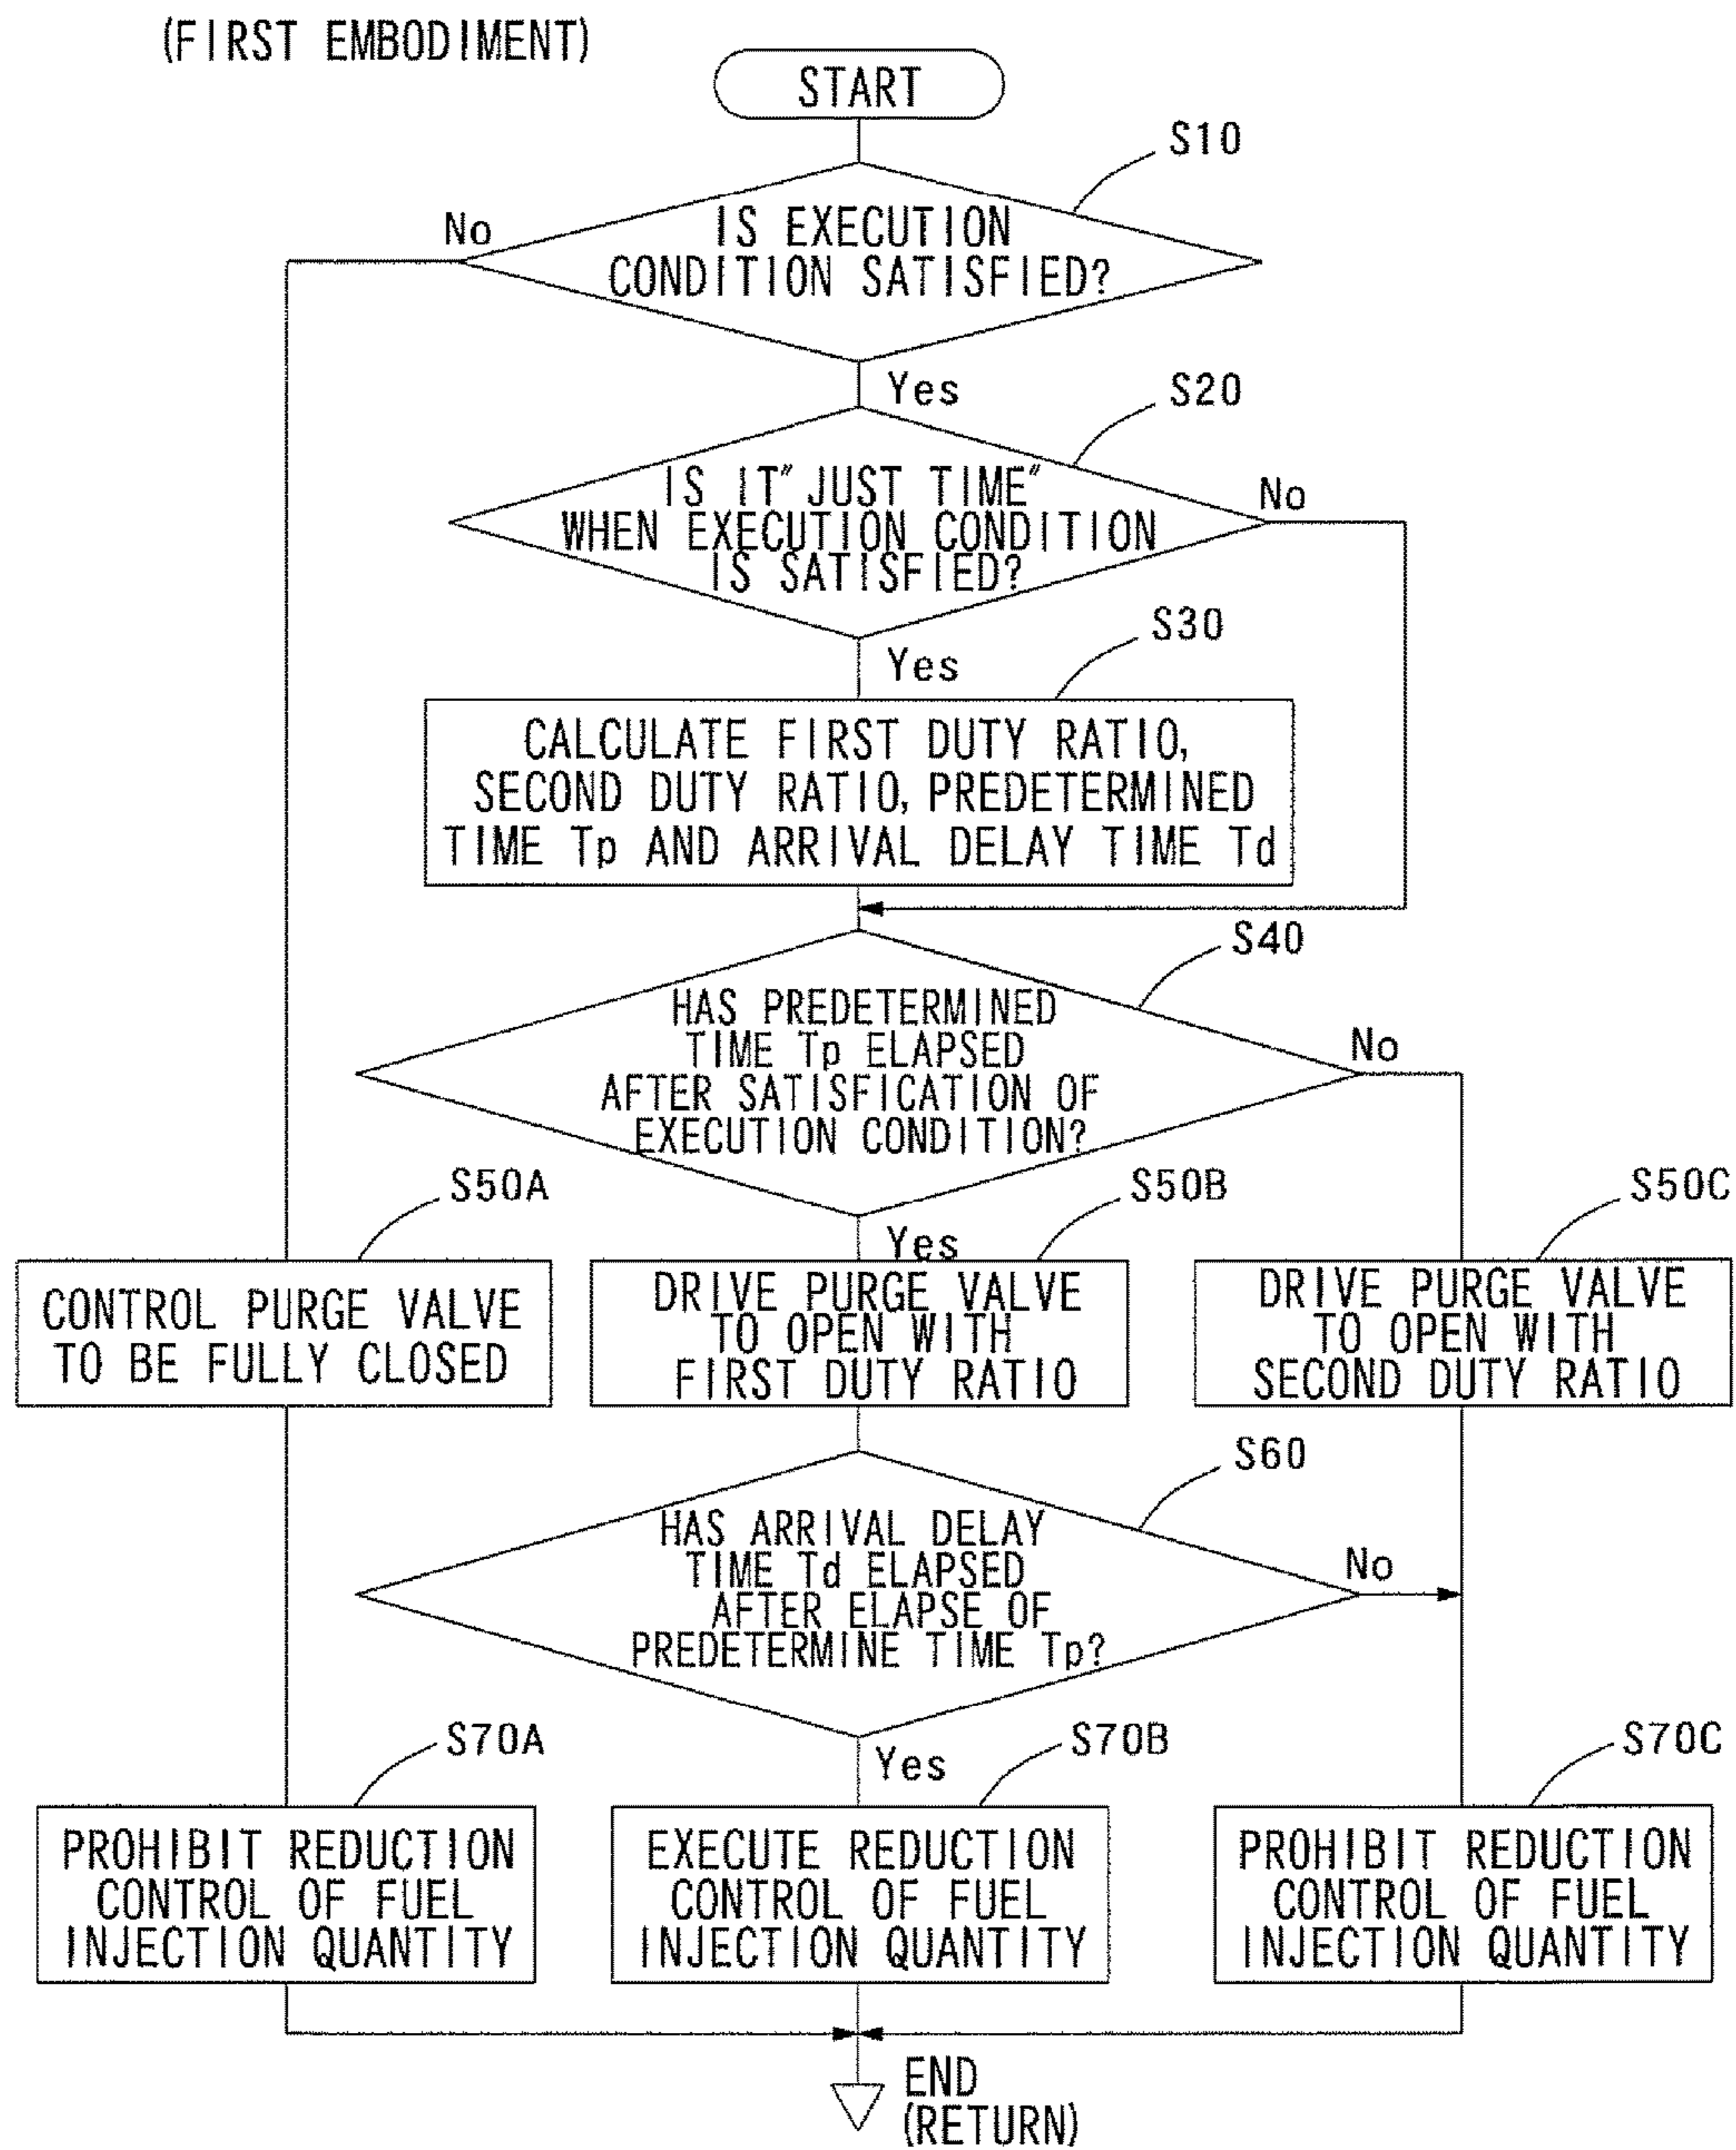 (FIRST EMBODIMENT)
START
S10
No
IS EXECUTION
CONDITION SATISFIED?
Yes
S20
IS IT"JUST TIME"
WHEN EXECUTION CONDITION
IS SATISFIED?
No
Yes
S30
CALCULATE FIRST DUTY RATIO,
SECOND DUTY RATIO, PREDETERMINED
TIME Tp AND ARRIVAL DELAY TIME Td
S40
HAS PREDETERMINED
TIME Tp ELAPSED
AFTER SATISFICATION OF
EXECUTION CONDITION?
No
Yes
S50A
CONTROL PURGE VALVE
TO BE FULLY CLOSED
S50B
DRIVE PURGE VALVE
TO OPEN WITH
FIRST DUTY RATIO
S50C
DRIVE PURGE VALVE
TO OPEN WITH
SECOND DUTY RATIO
S60
HAS ARRIVAL DELAY
TIME Td ELAPSED
AFTER ELAPSE OF
PREDETERMINE TIME Tp?
No
Yes
S70A
PROHIBIT REDUCTION
CONTROL OF FUEL
INJECTION QUANTITY
S70B
EXECUTE REDUCTION
CONTROL OF FUEL
INJECTION QUANTITY
S70C
PROHIBIT REDUCTION
CONTROL OF FUEL
INJECTION QUANTITY
END
(RETURN)